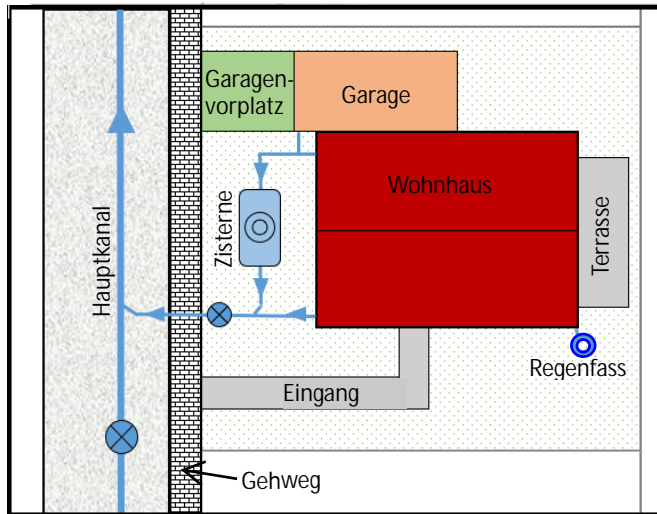 Garagen-
vorplatz
Garage
Wohnhaus
Zisterne
Terrasse
Hauptkanal
Regenfass
Eingang
Gehweg